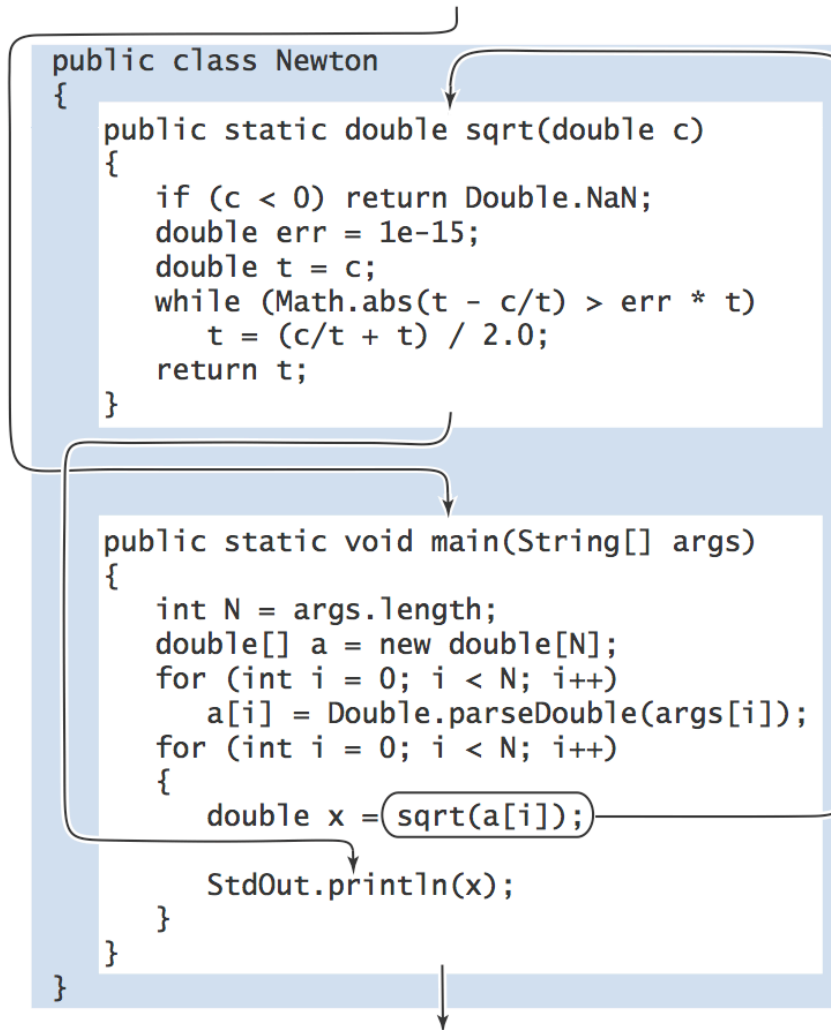 public class Newton
{
public static double sqrt(double c)
{
if (c < 0) return Double.NaN;
double err = 1e-15;
double t = c;
while (Math.abs(t - c/t) > err * t)
t = (c/t + t) / 2.0;
return t;
}
public static void main(String[] args)
{
int N = args.length;
double[] a = new double[N];
for (int i = 0; i < N; i++)
a[i] = Double.parseDouble(args[i]);
for (int i = 0; i < N; i++)
{
double x = sqrt(a[i]);
StdOut.println(x);
}
}
}